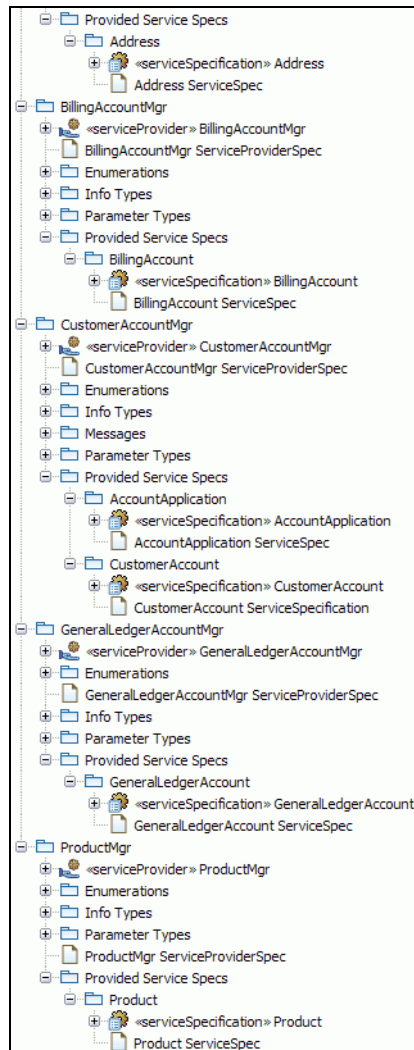 Provided Service Specs
Address
«serviceSpecification» Address
Address ServiceSpec
BillingAccountMgr
«serviceProvider» BillingAccountMgr
BillingAccountMgr ServiceProviderSpec
Enumerations
Info Types
Parameter Types
Provided Service Specs
BillingAccount
«serviceSpecification» BillingAccount
BillingAccount ServiceSpec
CustomerAccountMgr
«serviceProvider» CustomerAccountMgr
CustomerAccountMgr ServiceProviderSpec
Enumerations
Info Types
Messages
Parameter Types
Provided Service Specs
AccountApplication
«serviceSpecification» AccountApplication
AccountApplication ServiceSpec
CustomerAccount
«serviceSpecification» CustomerAccount
CustomerAccount ServiceSpecification
GeneralLedgerAccountMgr
«serviceProvider» GeneralLedgerAccountMgr
Enumerations
GeneralLedgerAccountMgr ServiceProviderSpec
Info Types
Parameter Types
Provided Service Specs
GeneralLedgerAccount
«serviceSpecification» GeneralLedgerAccount
GeneralLedgerAccount ServiceSpec
ProductMgr
«serviceProvider» ProductMgr
Enumerations
Info Types
Parameter Types
ProductMgr ServiceProviderSpec
Provided Service Specs
Product
«serviceSpecification» Product
Product ServiceSpec